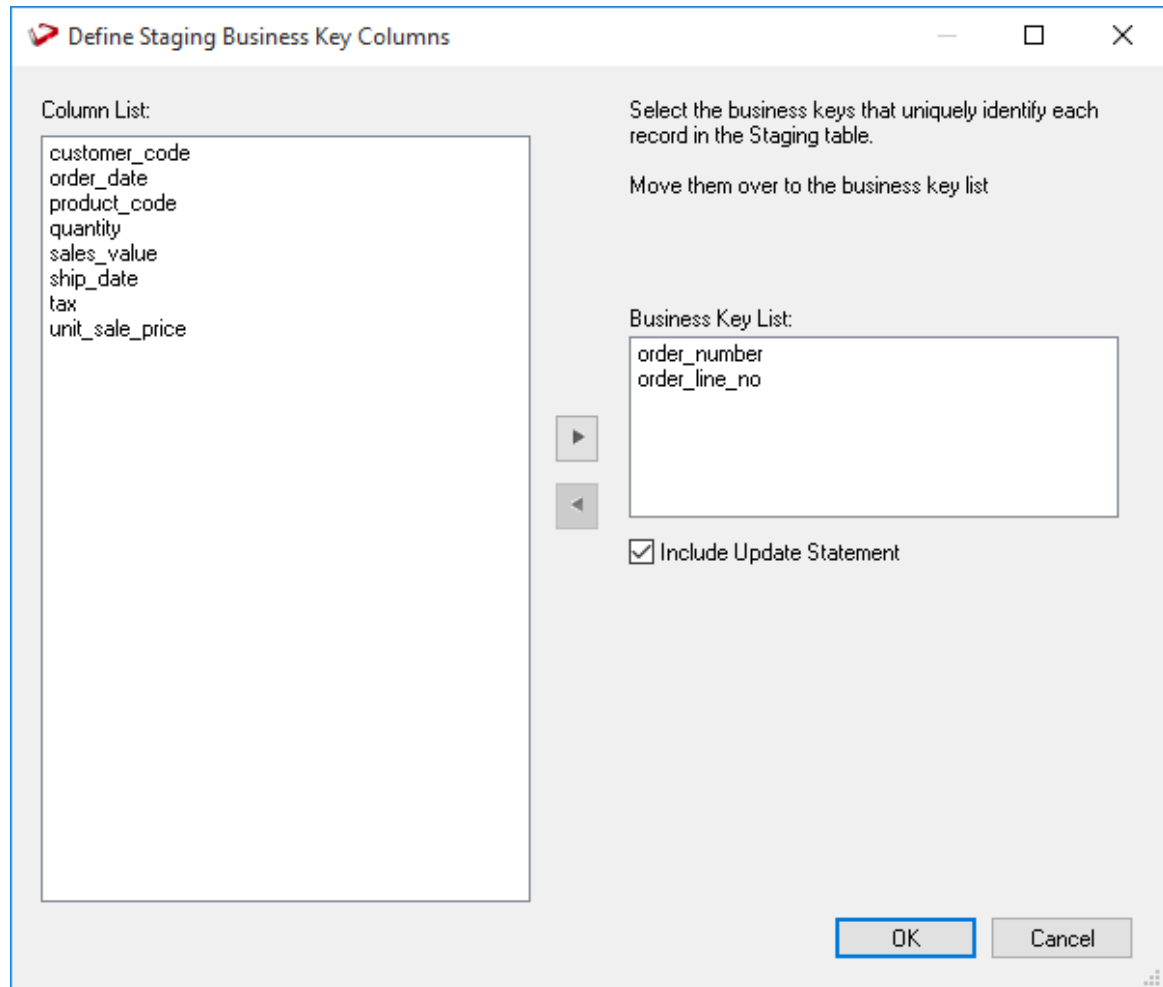 Define Staging Business Key Columns
Column List:
customer_code
order_date
product_code
quantity
sales_value
ship_date
tax
unit_sale_price
Select the business keys that uniquely identify each
record in the Staging table.
Move them over to the business key list
Business Key List:
order_number
order_line_no
Include Update Statement
OK
Cancel